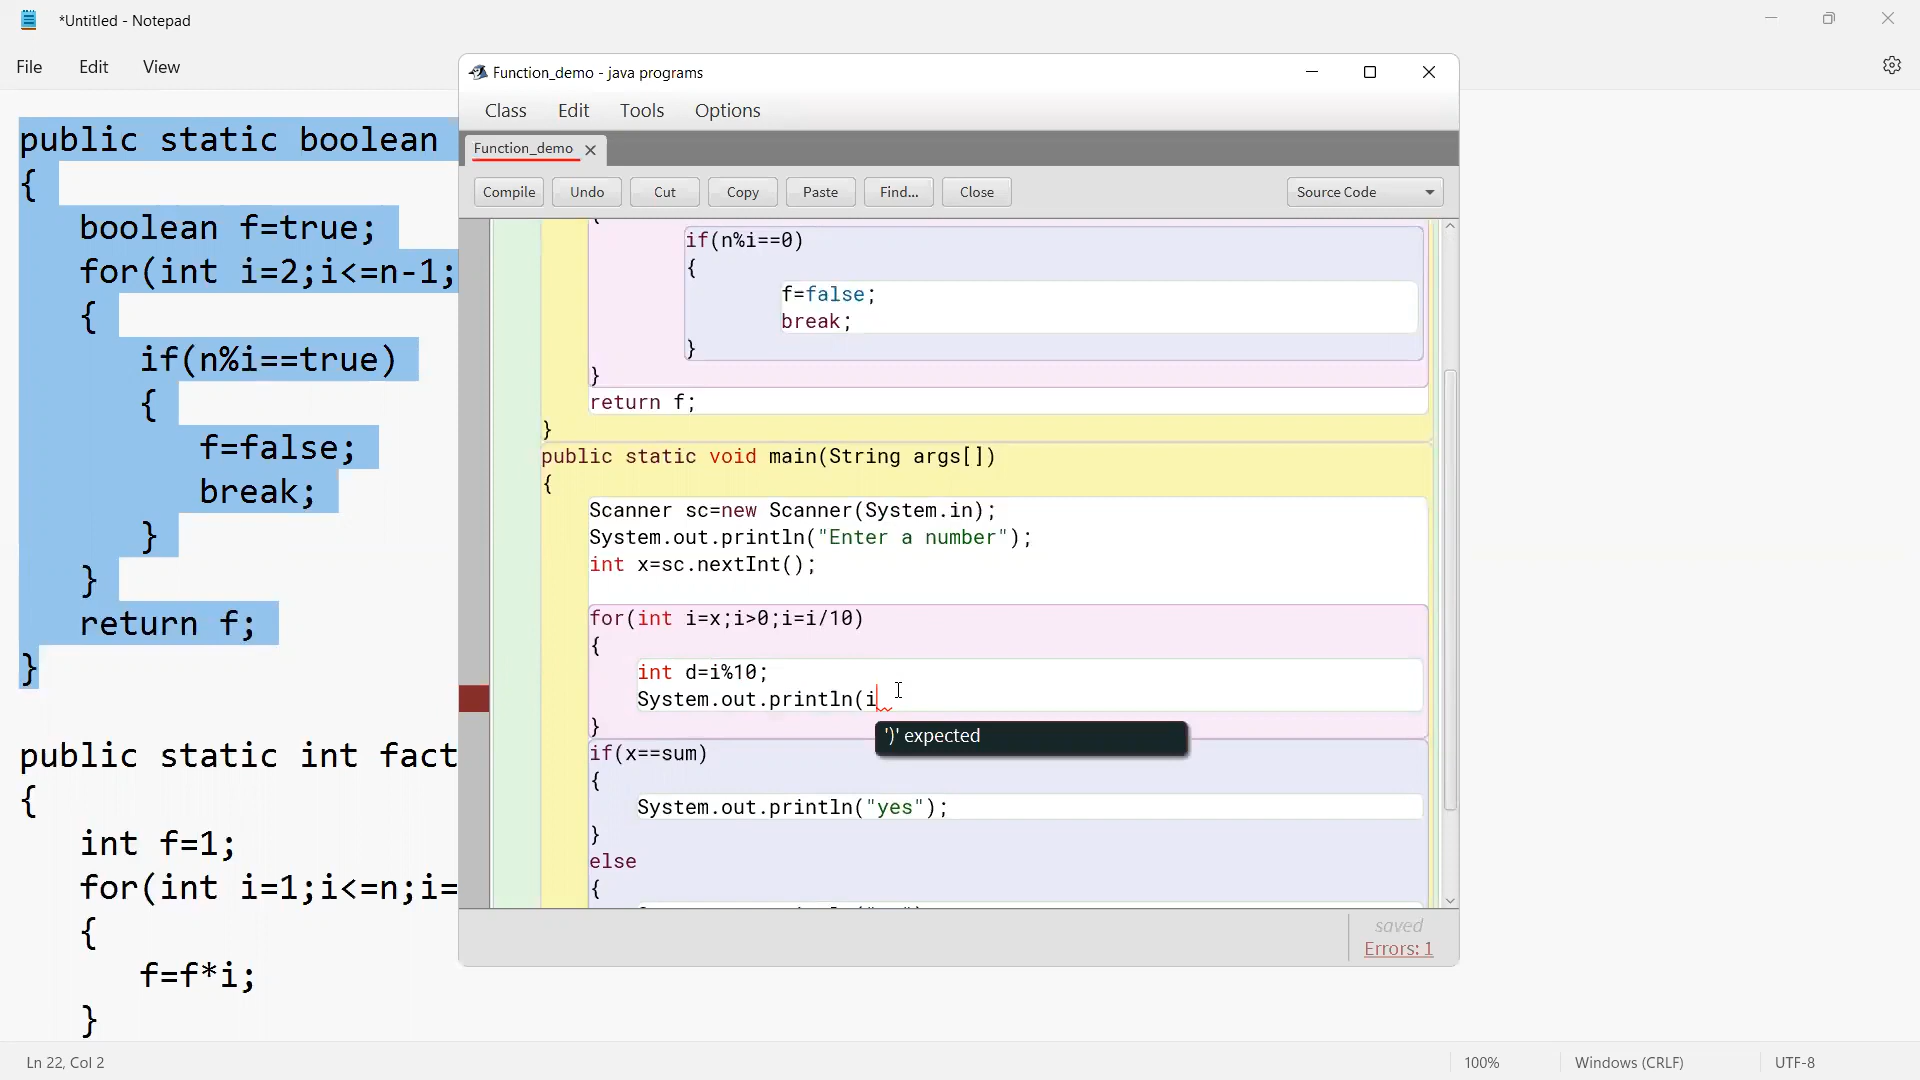 *Untitled - Notepad
File Edit View
public static boolean
{
boolean f=true;
for(int i=2;i<=n-1;
{
if(n%i==true)
{
f=false;
break;
}
}
return f;
}
public static int fact
{
int f=1;
for(int i=1;i<=n;i=
{
f=f*i;
}
Ln 22, Col 2
100%
Windows (CRLF)
UTF-8
Function_demo - java programs
Class Edit Tools Options
Function_demo
Compile Undo Cut Copy Paste Find... Close Source Code
{
if(n%i==0)
{
f=false;
break;
}
}
return f;
}
public static void main(String args[])
{
Scanner sc=new Scanner(System.in);
System.out.println("Enter a number");
int x=sc.nextInt();
for(int i=x;i>0;i=i/10)
{
int d=i%10;
System.out.println(i
}
')' expected
if(x==sum)
{
System.out.println("yes");
}
else
{
saved
Errors: 1